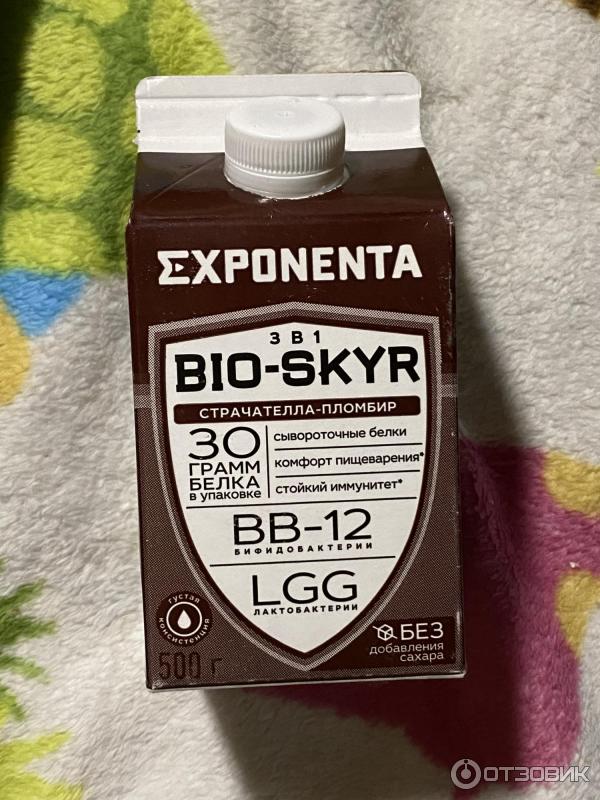 EXPONENTA
3 В 1
BIO-SKYR
СТРАЧАТЕЛЛА-ПЛОМБИР
30
ГРАММ
БЕЛКА
В УПАКОВКЕ
сывороточные белки
комфорт пищеварения*
стойкий иммунитет*
BB-12
БИФИДОБАКТЕРИИ
LGG
ЛАКТОБАКТЕРИИ
густая
консистенция
500 г
БЕЗ
добавления
сахара
ОТЗОВИК